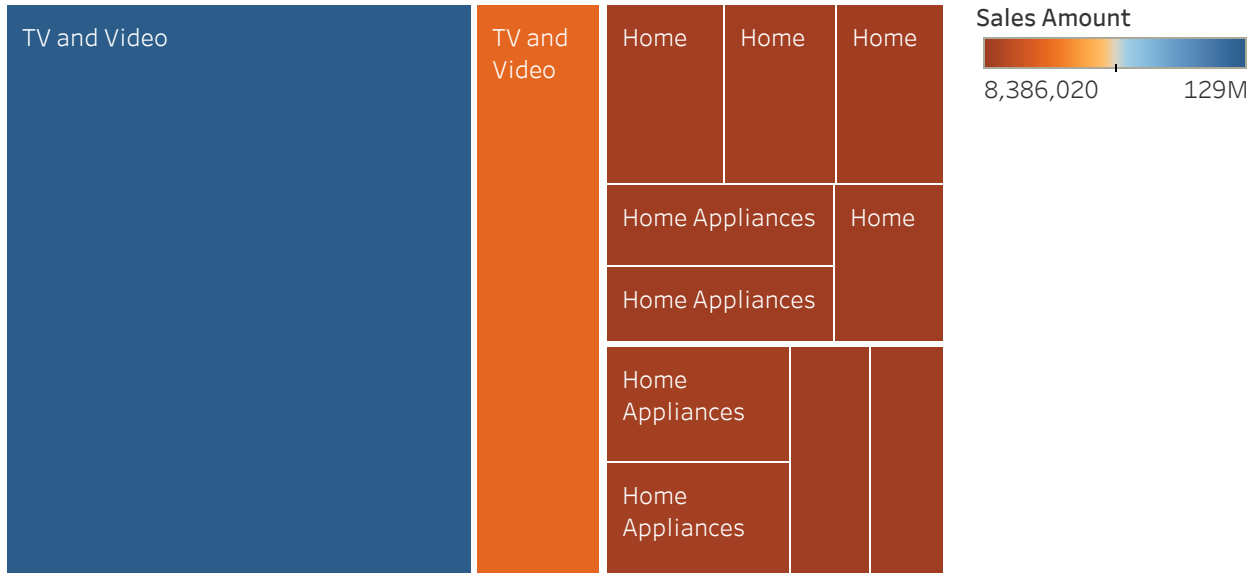 TV and Video
TV and
Video
Home
Home
Home
Home Appliances
Home
Home Appliances
Home
Appliances
Home
Appliances
Sales Amount
8,386,020
129M